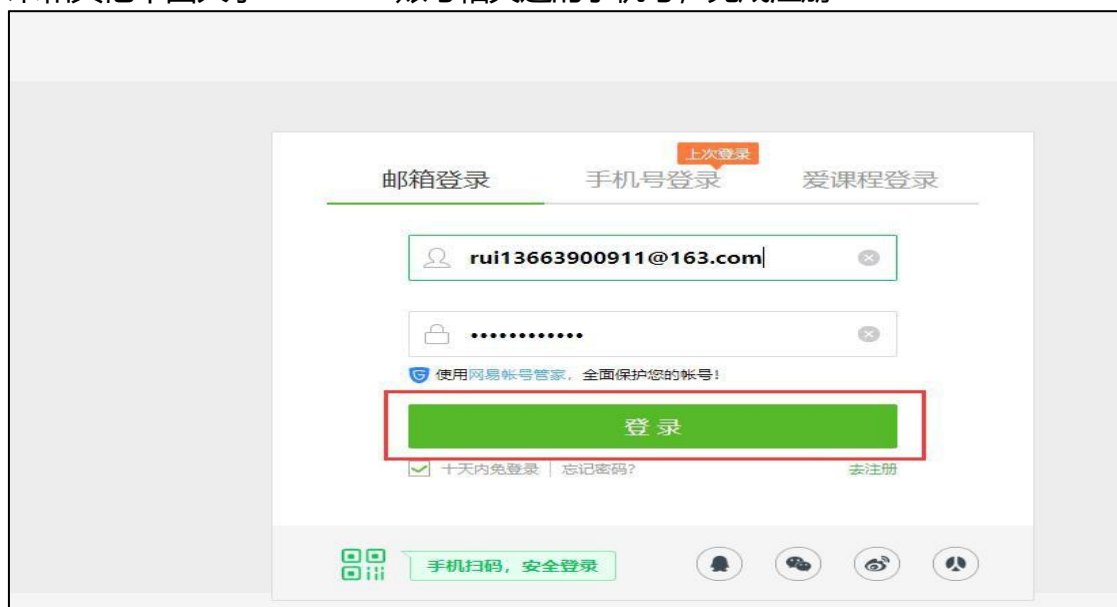 上次登录
邮箱登录 手机号登录 爱课程登录
rui13663900911@163.com
使用网易帐号管家，全面保护您的帐号！
登 录
十天内免登录 忘记密码? 去注册
手机扫码，安全登录